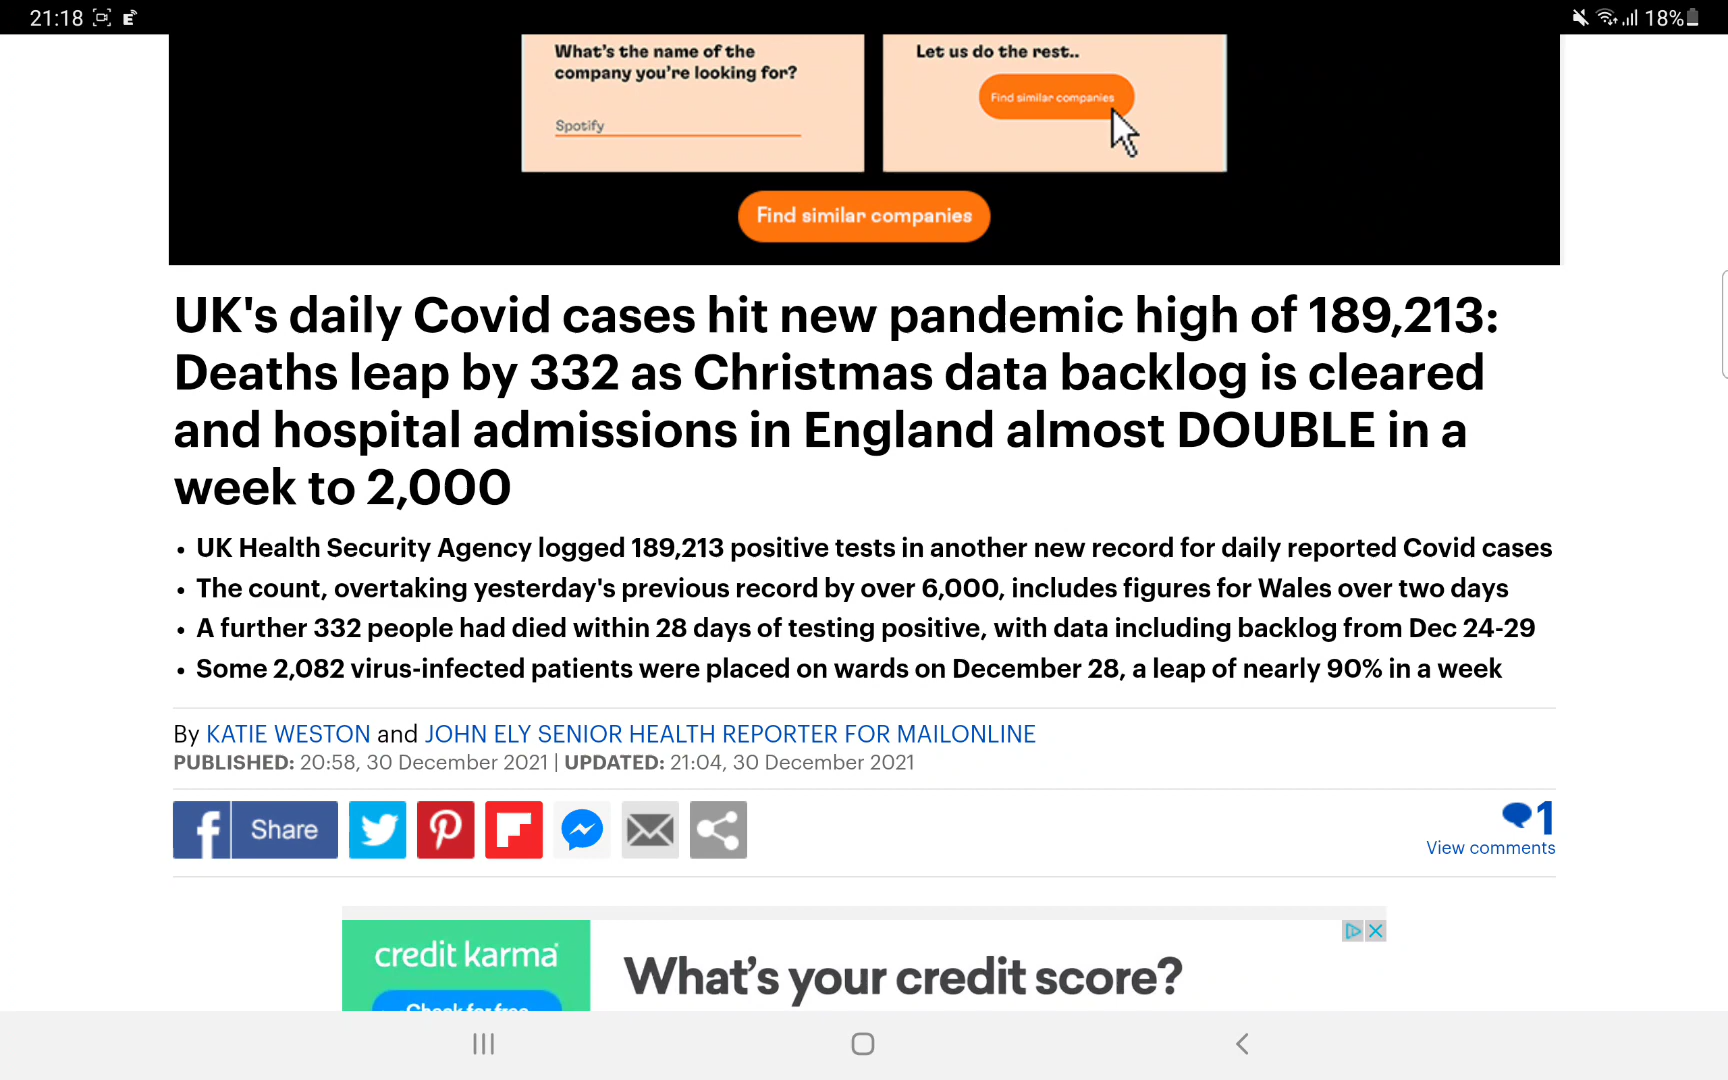 21:18
18%
What's the name of the
company you're looking for?
Spotify
Let us do the rest..
Find similar companies
Find similar companies
UK's daily Covid cases hit new pandemic high of 189,213:
Deaths leap by 332 as Christmas data backlog is cleared
and hospital admissions in England almost DOUBLE in a
week to 2,000
• UK Health Security Agency logged 189,213 positive tests in another new record for daily reported Covid cases
• The count, overtaking yesterday's previous record by over 6,000, includes figures for Wales over two days
• A further 332 people had died within 28 days of testing positive, with data including backlog from Dec 24-29
• Some 2,082 virus-infected patients were placed on wards on December 28, a leap of nearly 90% in a week
By KATIE WESTON and JOHN ELY SENIOR HEALTH REPORTER FOR MAILONLINE
PUBLISHED: 20:58, 30 December 2021 | UPDATED: 21:04, 30 December 2021
Share
1
View comments
credit karma
Check for free
What's your credit score?